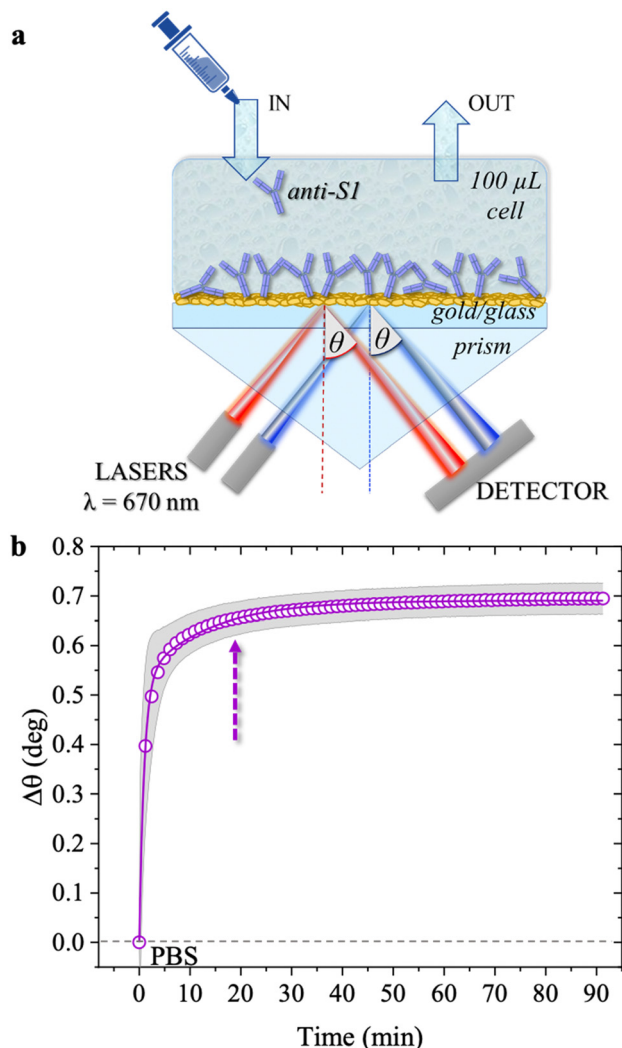 a
IN
OUT
anti-S1
100 µL
cell
gold/glass
θ
θ
prism
LASERS
λ = 670 nm
DETECTOR
b
0.8
0.7
0.6
0.5
0.4
0.3
0.2
0.1
0.0
Δθ (deg)
PBS
0 10 20 30 40 50 60 70 80 90
Time (min)